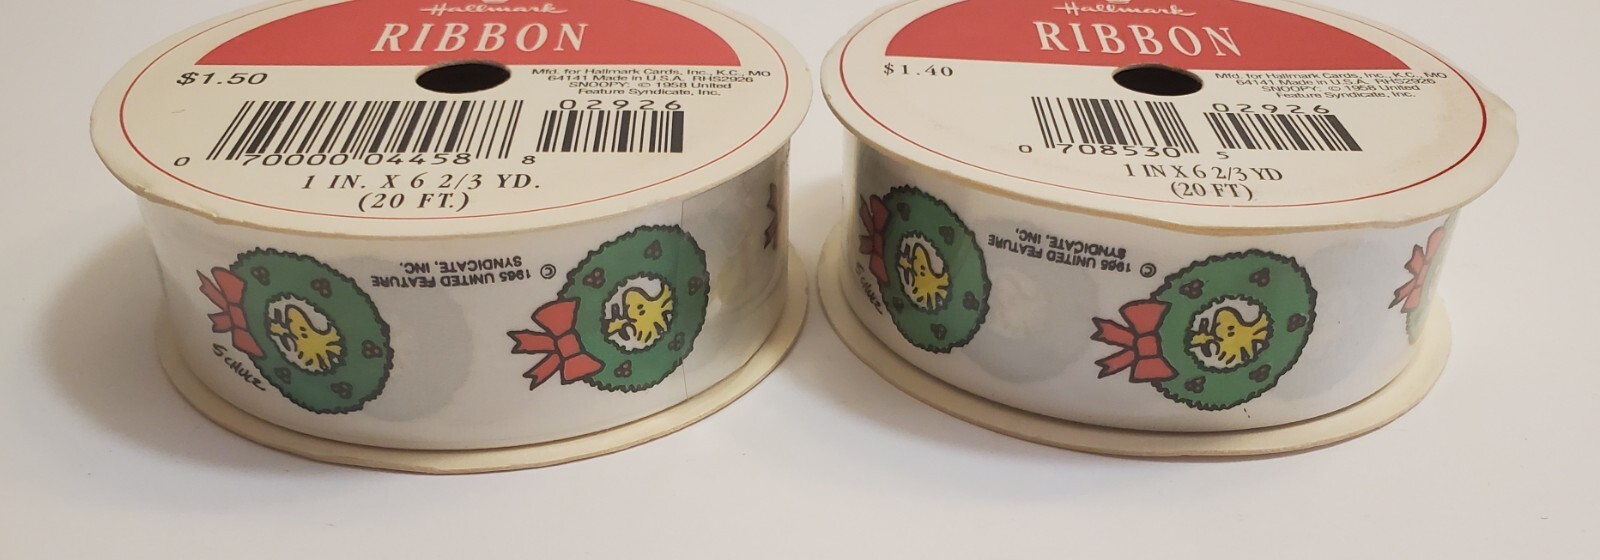 Hallmark
RIBBON
$1.50
Mfd. for Hallmark Cards, Inc., K.C., MO
64141 Made in U.S.A. RHS2926
SNOOPY: © 1958 United
Feature Syndicate, Inc.
02926
0 70000 04458 8
1 IN. X 6 2/3 YD.
(20 FT.)
© 1965 UNITED FEATURE
SYNDICATE, INC.
SCHULZ
Hallmark
RIBBON
$1.40
Mfd. for Hallmark Cards, Inc., K.C., MO
64141 Made in U.S.A. RHS2926
SNOOPY: © 1958 United
Feature Syndicate, Inc.
02926
0 708530 5
1 IN X 6 2/3 YD
(20 FT)
© 1965 UNITED FEATURE
SYNDICATE, INC,
SCHULZ